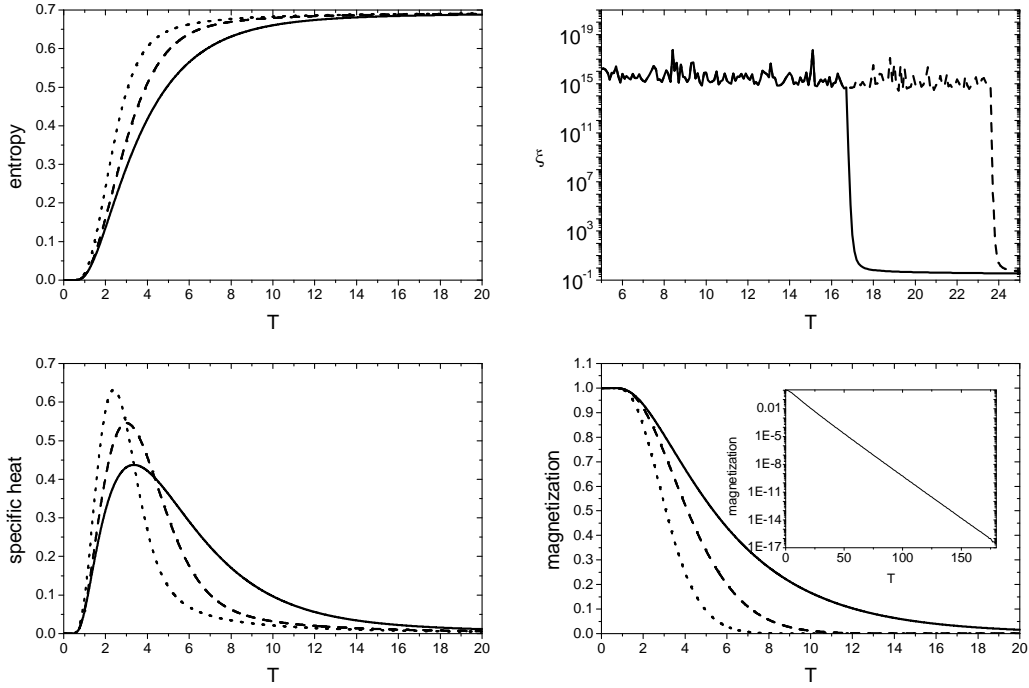 0.7
0.6
0.5
0.4
0.3
0.2
0.1
0.0
entropy
0 2 4 6 8 10 12 14 16 18 20
T
10^19
10^15
10^11
10^7
10^3
10^-1
ξ
6 8 10 12 14 16 18 20 22 24
T
0.7
0.6
0.5
0.4
0.3
0.2
0.1
0.0
specific heat
0 2 4 6 8 10 12 14 16 18 20
T
1.1
1.0
0.9
0.8
0.7
0.6
0.5
0.4
0.3
0.2
0.1
0.0
magnetization
0 2 4 6 8 10 12 14 16 18 20
T
0.01
1E-5
1E-8
1E-11
1E-14
1E-17
magnetization
0 50 100 150
T